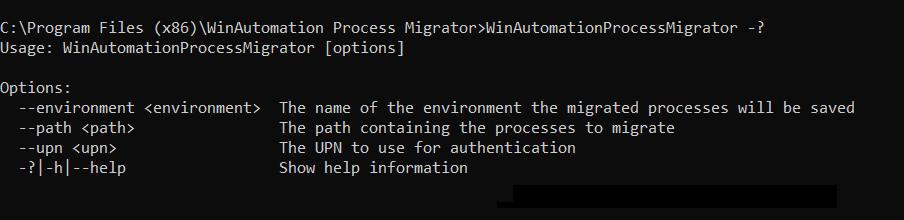 C:\Program Files (x86)\WinAutomation Process Migrator>WinAutomationProcessMigrator -?
Usage: WinAutomationProcessMigrator [options]
Options:
--environment <environment>  The name of the environment the migrated processes will be saved
--path <path>                The path containing the processes to migrate
--upn <upn>                  The UPN to use for authentication
-?|-h|--help                 Show help information